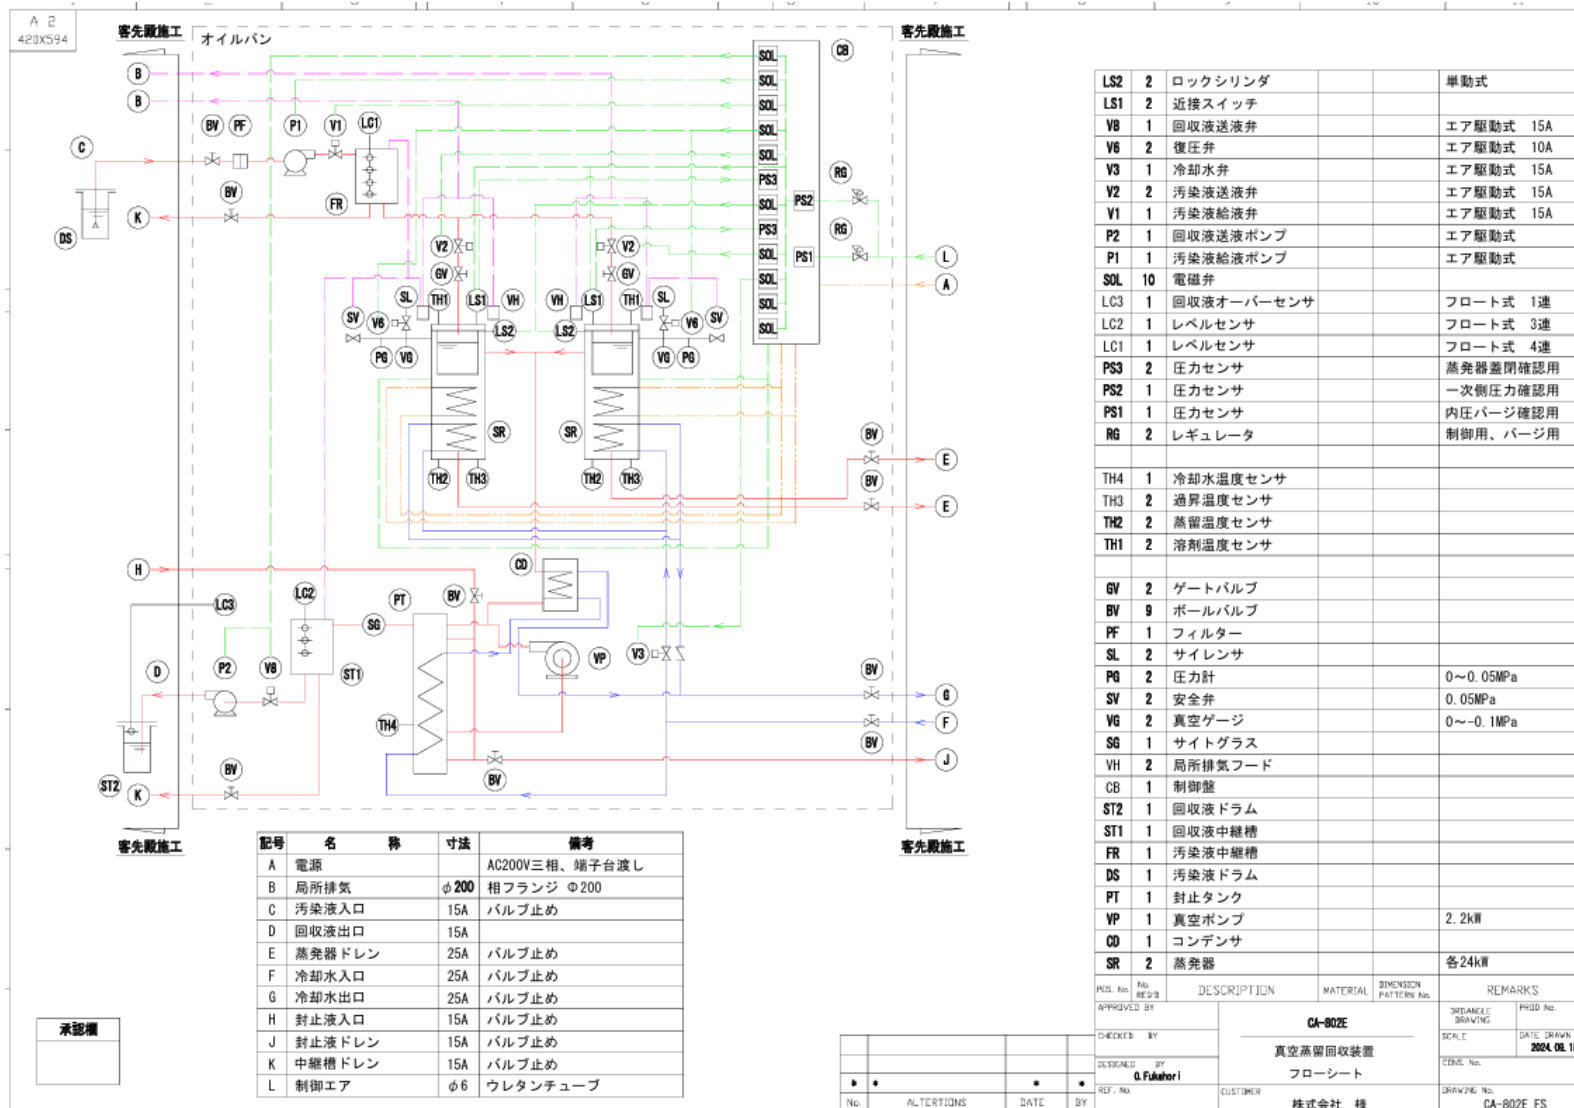 A 2
420X594
客先殿施工
オイルパン
客先殿施工
SOL
CB
B
SOL
B
SOL
BV PF P1 V1 LC1
SOL
C
SOL
PS3
RG
BV
SOL
PS2
K
FR
PS3
RG
DS
V2
V2
SOL
PS1
L
GV
GV
SOL
A
SL TH1 LS1 VH
VH LS1 TH1 SL
SOL
SV V6
LS2
LS2
V6 SV
SOL
PG VG
VG PG
SR
SR
BV
E
TH2 TH3
TH2 TH3
BV
E
H
CD
LC3
LC2
PT
BV
SG
P2 V8
V3
VP
D
ST1
BV
G
TH4
F
BV
ST2
BV
BV
J
K
客先殿施工
客先殿施工
LS2 2 ロックシリンダ 単動式
LS1 2 近接スイッチ
V8 1 回収液送液弁 エア駆動式 15A
V6 2 復圧弁 エア駆動式 10A
V3 1 冷却水弁 エア駆動式 15A
V2 2 汚染液送液弁 エア駆動式 15A
V1 1 汚染液給液弁 エア駆動式 15A
P2 1 回収液送液ポンプ エア駆動式
P1 1 汚染液給液ポンプ エア駆動式
SOL 10 電磁弁
LC3 1 回収液オーバーセンサ フロート式 1連
LC2 1 レベルセンサ フロート式 3連
LC1 1 レベルセンサ フロート式 4連
PS3 2 圧力センサ 蒸発器蓋閉確認用
PS2 1 圧力センサ 一次側圧力確認用
PS1 1 圧力センサ 内圧パージ確認用
RG 2 レギュレータ 制御用、パージ用
TH4 1 冷却水温度センサ
TH3 2 過昇温度センサ
TH2 2 蒸留温度センサ
TH1 2 溶剤温度センサ
GV 2 ゲートバルブ
BV 9 ボールバルブ
PF 1 フィルター
SL 2 サイレンサ
PG 2 圧力計 0～0.05MPa
SV 2 安全弁 0.05MPa
VG 2 真空ゲージ 0～-0.1MPa
SG 1 サイトグラス
VH 2 局所排気フード
CB 1 制御盤
ST2 1 回収液ドラム
ST1 1 回収液中継槽
FR 1 汚染液中継槽
DS 1 汚染液ドラム
PT 1 封止タンク
VP 1 真空ポンプ 2.2kW
CD 1 コンデンサ
SR 2 蒸発器 各24kW
POS. No. No. REQ'D DESCRIPTION MATERIAL DIMENSION PATTERN No. REMARKS
記号 名 称 寸法 備考
A 電源 AC200V三相、端子台渡し
B 局所排気 φ200 相フランジ Φ200
C 汚染液入口 15A バルブ止め
D 回収液出口 15A
E 蒸発器ドレン 25A バルブ止め
F 冷却水入口 25A バルブ止め
G 冷却水出口 25A バルブ止め
H 封止液入口 15A バルブ止め
J 封止液ドレン 15A バルブ止め
K 中継槽ドレン 15A バルブ止め
L 制御エア φ6 ウレタンチューブ
承認欄
* * * *
No. ALTERTIONS DATE BY
APPROVED BY
CHECKED BY
DESIGNED BY
O.Fukahori
REF. No.
CA-802E
真空蒸留回収装置
フローシート
CUSTOMER
株式会社 様
3RDANGLE DRAWING
PROD No.
SCALE
DATE DRAWN
CONS. No.
DRAWING No.
CA-802E FS